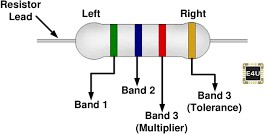 Resistor
Lead
Left
Right
E4U
Band 1
Band 2
Band 3
(Multiplier)
Band 3
(Tolerance)